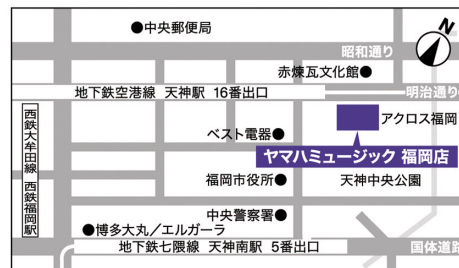 中央郵便局
N
昭和通り
赤煉瓦文化館
地下鉄空港線 天神駅 16番出口
明治通り
アクロス福岡
ベスト電器
ヤマハミュージック 福岡店
西鉄大牟田線 西鉄福岡駅
福岡市役所
天神中央公園
中央警察署
博多大丸／エルガーラ
地下鉄七隈線 天神南駅 5番出口
国体道路